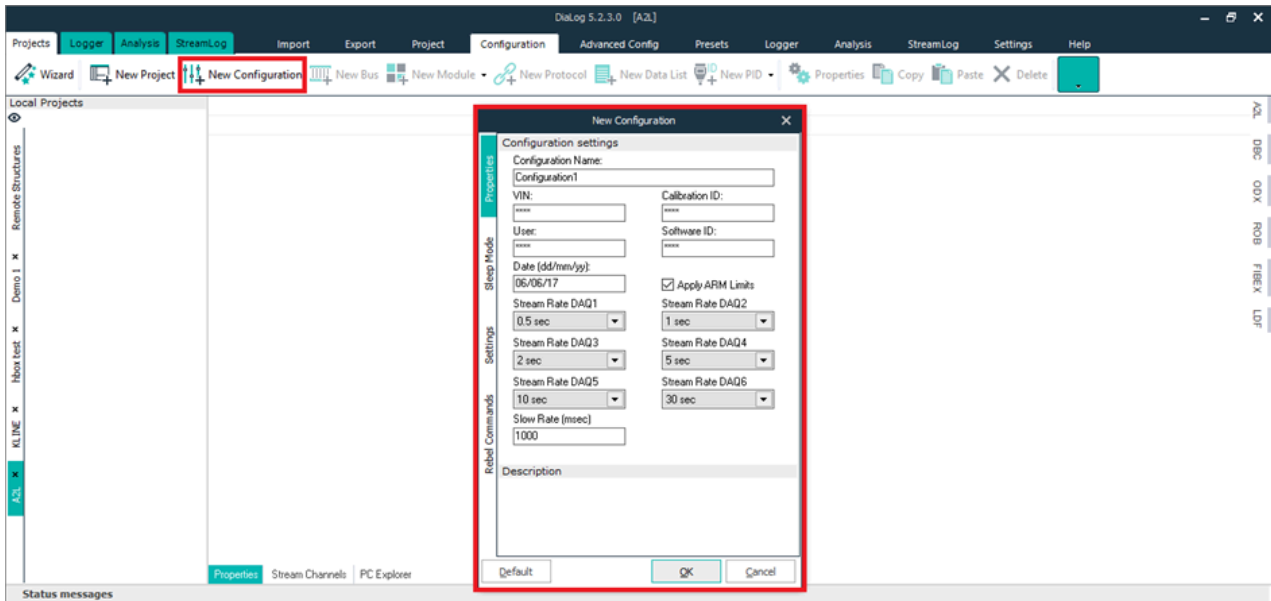 DiaLog 5.2.3.0 [A2L]
Projects Logger Analysis StreamLog Import Export Project Configuration Advanced Config Presets Logger Analysis StreamLog Settings Help
Wizard New Project New Configuration New Bus New Module New Protocol New Data List New PID Properties Copy Paste Delete
Local Projects
Remote Structures
Demo 1
hbox test
KLINE
A2L
New Configuration
Properties
Sleep Mode
Settings
Rebel Commands
Configuration settings
Configuration Name:
Configuration1
VIN: Calibration ID:
**** ****
User: Software ID:
**** ****
Date (dd/mm/yy):
06/06/17 Apply ARM Limits
Stream Rate DAQ1 Stream Rate DAQ2
0.5 sec 1 sec
Stream Rate DAQ3 Stream Rate DAQ4
2 sec 5 sec
Stream Rate DAQ5 Stream Rate DAQ6
10 sec 30 sec
Slow Rate (msec)
1000
Description
Default OK Cancel
A2L
DBC
ODX
ROB
FIBEX
LDF
Properties Stream Channels PC Explorer
Status messages